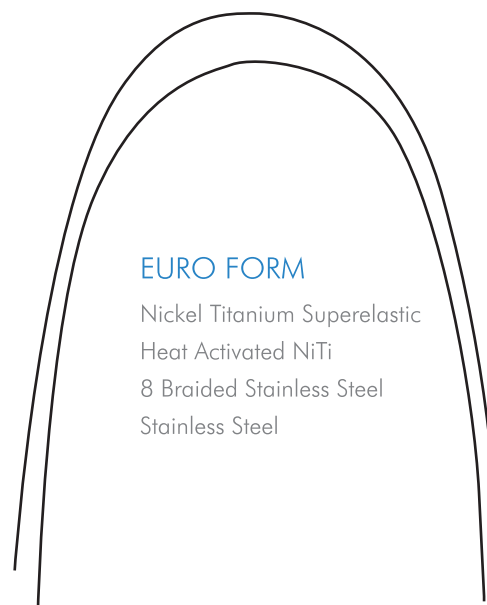 EURO FORM
Nickel Titanium Superelastic
Heat Activated NiTi
8 Braided Stainless Steel
Stainless Steel